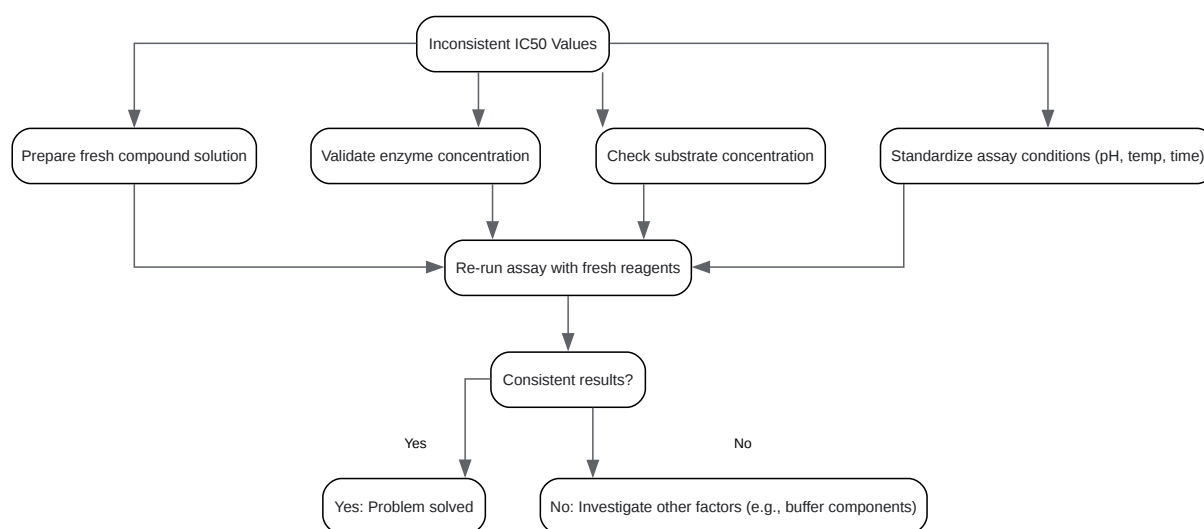 Inconsistent IC50 Values
Prepare fresh compound solution
Validate enzyme concentration
Check substrate concentration
Standardize assay conditions (pH, temp, time)
Re-run assay with fresh reagents
Consistent results?
Yes
No
Yes: Problem solved
No: Investigate other factors (e.g., buffer components)